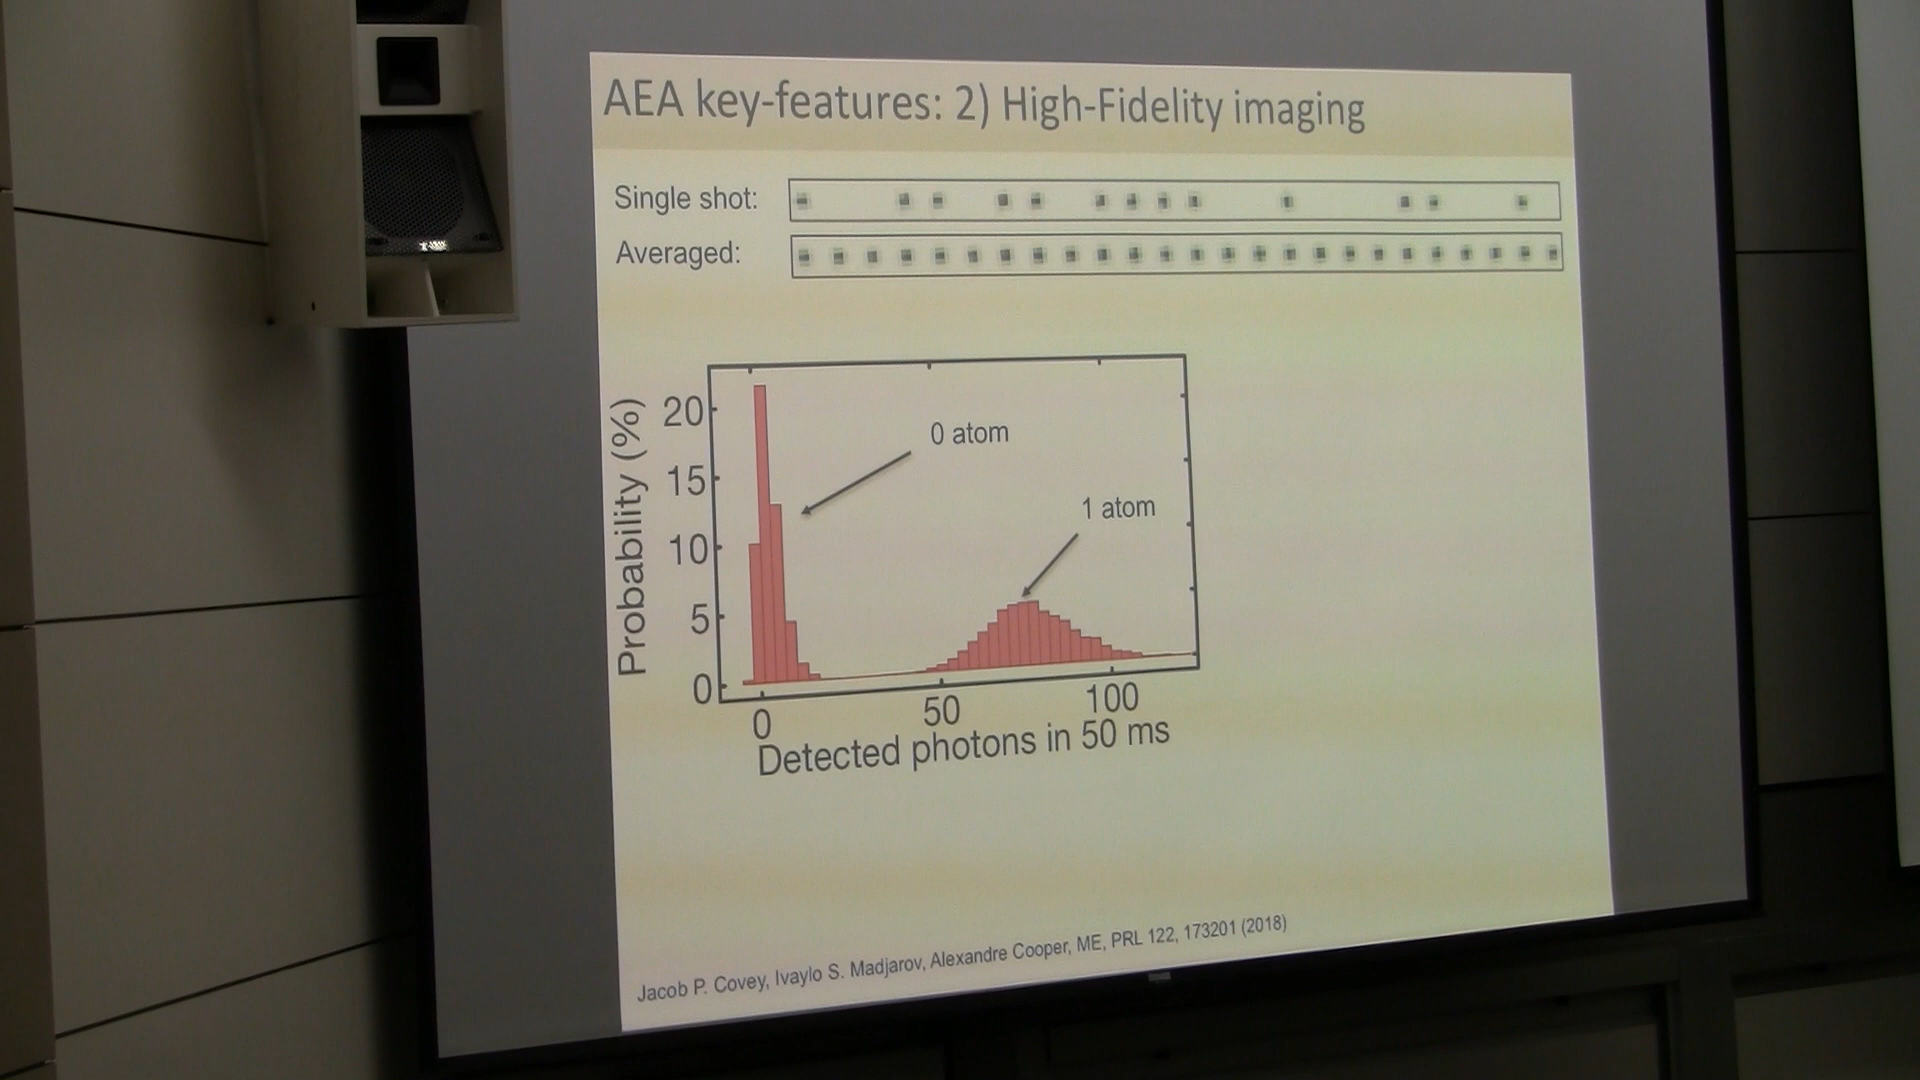 AEA key-features: 2) High-Fidelity imaging
Single shot:
Averaged:
Probability (%)
20
15
10
5
0
0 atom
1 atom
0
50
100
Detected photons in 50 ms
Jacob P. Covey, Ivaylo S. Madjarov, Alexandre Cooper, ME, PRL 122, 173201 (2018)